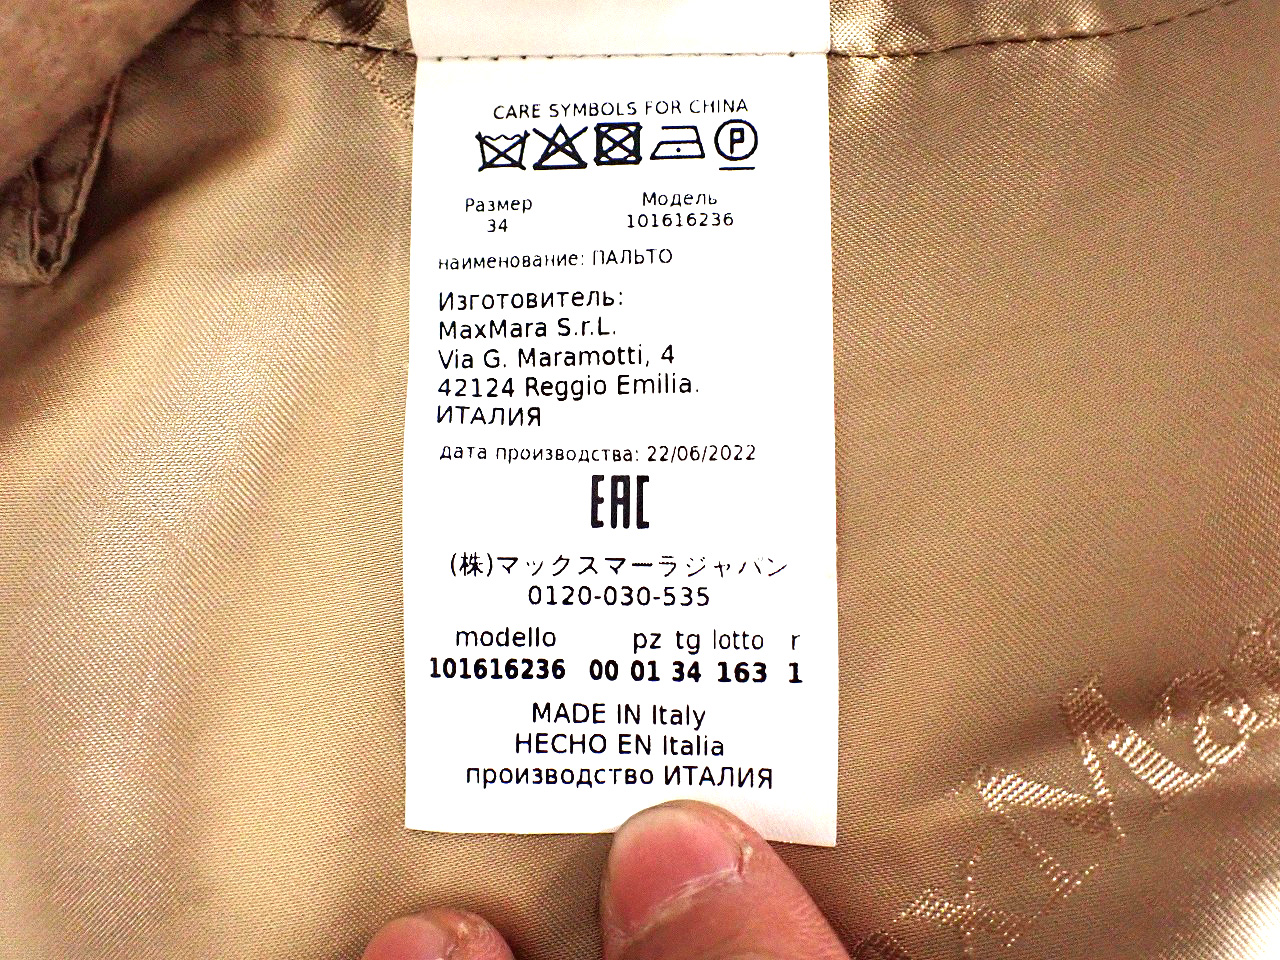 CARE SYMBOLS FOR CHINA
P
Размер Модель
34 101616236
наименование: ПАЛЬТО
Изготовитель:
MaxMara S.r.L.
Via G. Maramotti, 4
42124 Reggio Emilia.
ИТАЛИЯ
дата производства: 22/06/2022
EAC
(株)マックスマーラジャパン
0120-030-535
modello pz tg lotto r
101616236 00 01 34 163 1
MADE IN Italy
HECHO EN Italia
производство ИТАЛИЯ